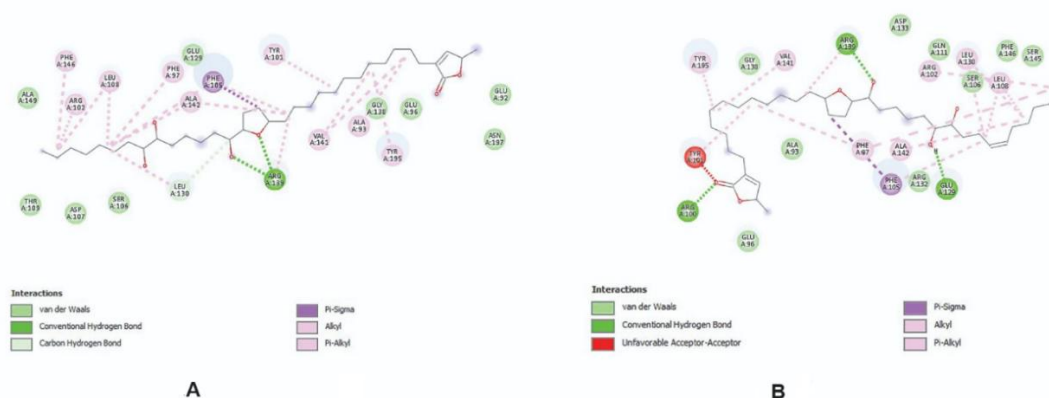 PHE
A:146
LEU
A:108
PHE
A:97
GLU
A:129
TYR
A:101
PHE
A:105
ALA
A:149
ARG
A:102
ALA
A:142
GLY
A:138
GLU
A:96
GLU
A:92
VAL
A:141
ALA
A:93
TYR
A:195
ASN
A:197
ARG
A:139
LEU
A:130
THR
A:103
ASP
A:107
SER
A:106
Interactions
van der Waals
Conventional Hydrogen Bond
Carbon Hydrogen Bond
Pi-Sigma
Alkyl
Pi-Alkyl
A
TYR
A:195
GLY
A:138
VAL
A:141
ARG
A:139
ASP
A:133
GLN
A:111
LEU
A:130
PHE
A:146
SER
A:145
ARG
A:102
SER
A:106
LEU
A:108
ALA
A:93
PHE
A:97
ALA
A:142
PHE
A:105
ARG
A:132
GLU
A:129
ARG
A:100
GLU
A:96
Interactions
van der Waals
Conventional Hydrogen Bond
Unfavorable Acceptor-Acceptor
Pi-Sigma
Alkyl
Pi-Alkyl
B